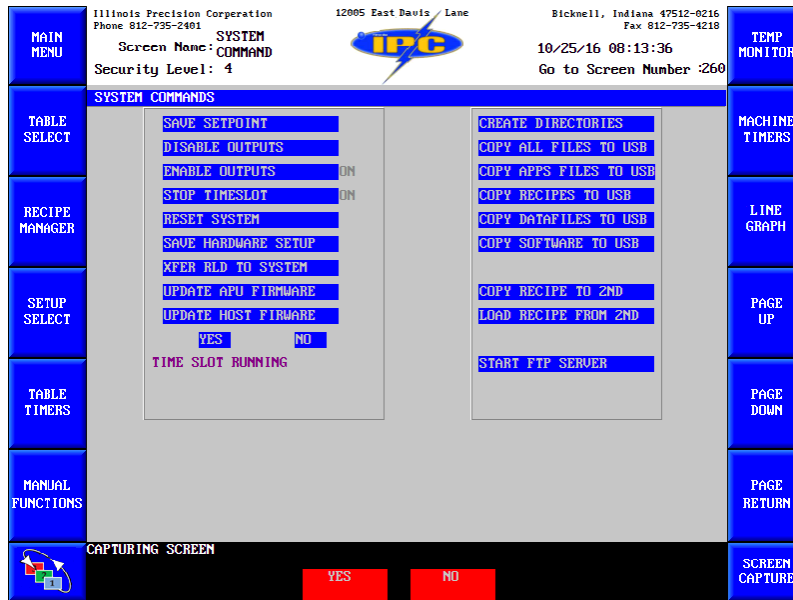 Illinois Precision Corporation 12005 East Davis Lane Bicknell, Indiana 47512-0216
Phone 812-735-2401 Fax 812-735-4218
Screen Name: SYSTEM COMMAND
IPC
10/25/16 08:13:36
Security Level: 4
Go to Screen Number :260
MAIN MENU
TABLE SELECT
RECIPE MANAGER
SETUP SELECT
TABLE TIMERS
MANUAL FUNCTIONS
1
SYSTEM COMMANDS
SAVE SETPOINT
DISABLE OUTPUTS
ENABLE OUTPUTS ON
STOP TIMESLOT ON
RESET SYSTEM
SAVE HARDWARE SETUP
XFER RLD TO SYSTEM
UPDATE APU FIRMWARE
UPDATE HOST FIRWARE
YES NO
TIME SLOT RUNNING
CREATE DIRECTORIES
COPY ALL FILES TO USB
COPY APPS FILES TO USB
COPY RECIPES TO USB
COPY DATAFILES TO USB
COPY SOFTWARE TO USB
COPY RECIPE TO 2ND
LOAD RECIPE FROM 2ND
START FTP SERVER
TEMP MONITOR
MACHINE TIMERS
LINE GRAPH
PAGE UP
PAGE DOWN
PAGE RETURN
SCREEN CAPTURE
CAPTURING SCREEN
YES NO